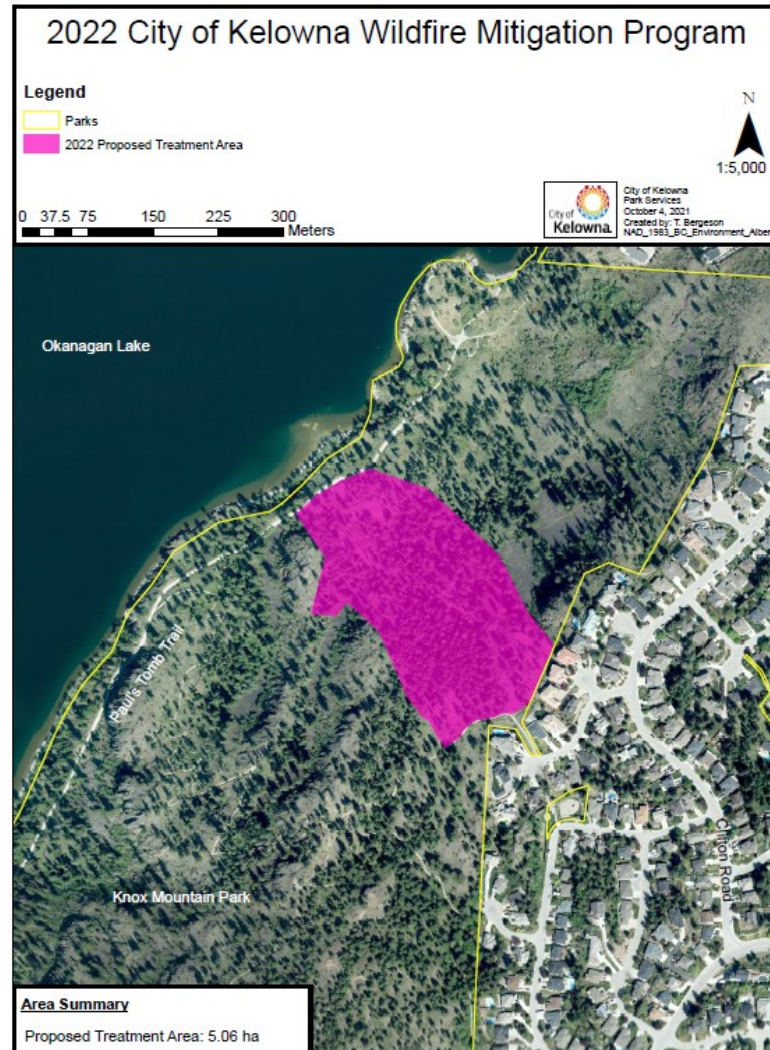 2022 City of Kelowna Wildfire Mitigation Program
Legend
Parks
2022 Proposed Treatment Area
N
1:5,000
0 37.5 75 150 225 300
Meters
City of
Kelowna
City of Kelowna
Park Services
October 4, 2021
Created by: T. Bergeson
NAD_1983_BC_Environment_Alber
Okanagan Lake
Paul's Tomb Trail
Clifton Road
Knox Mountain Park
Area Summary
Proposed Treatment Area: 5.06 ha